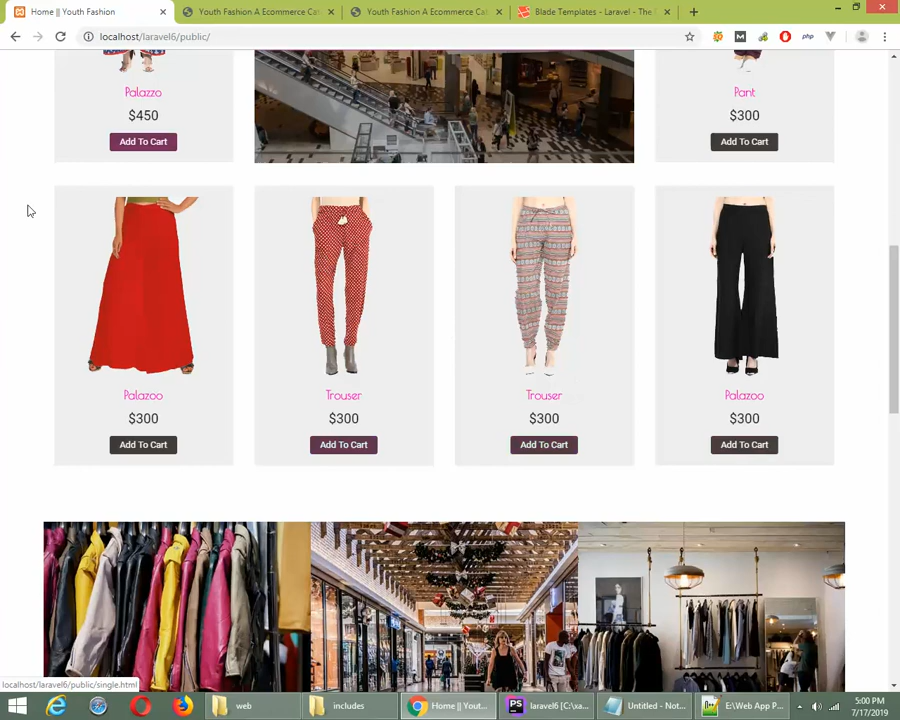 Home || Youth Fashion
Youth Fashion A Ecommerce Cat
Youth Fashion A Ecommerce Cat
Blade Templates - Laravel - The
localhost/laravel6/public/
M
php
Palazzo
Pant
$450
$300
Add To Cart
Add To Cart
Palazoo
Trouser
Trouser
Palazoo
$300
$300
$300
$300
Add To Cart
Add To Cart
Add To Cart
Add To Cart
localhost/laravel6/public/single.html
web
includes
Home || Yout...
PS
laravel6 [C:\xa...
Untitled - Not...
E:\Web App P...
5:00 PM
7/17/2019